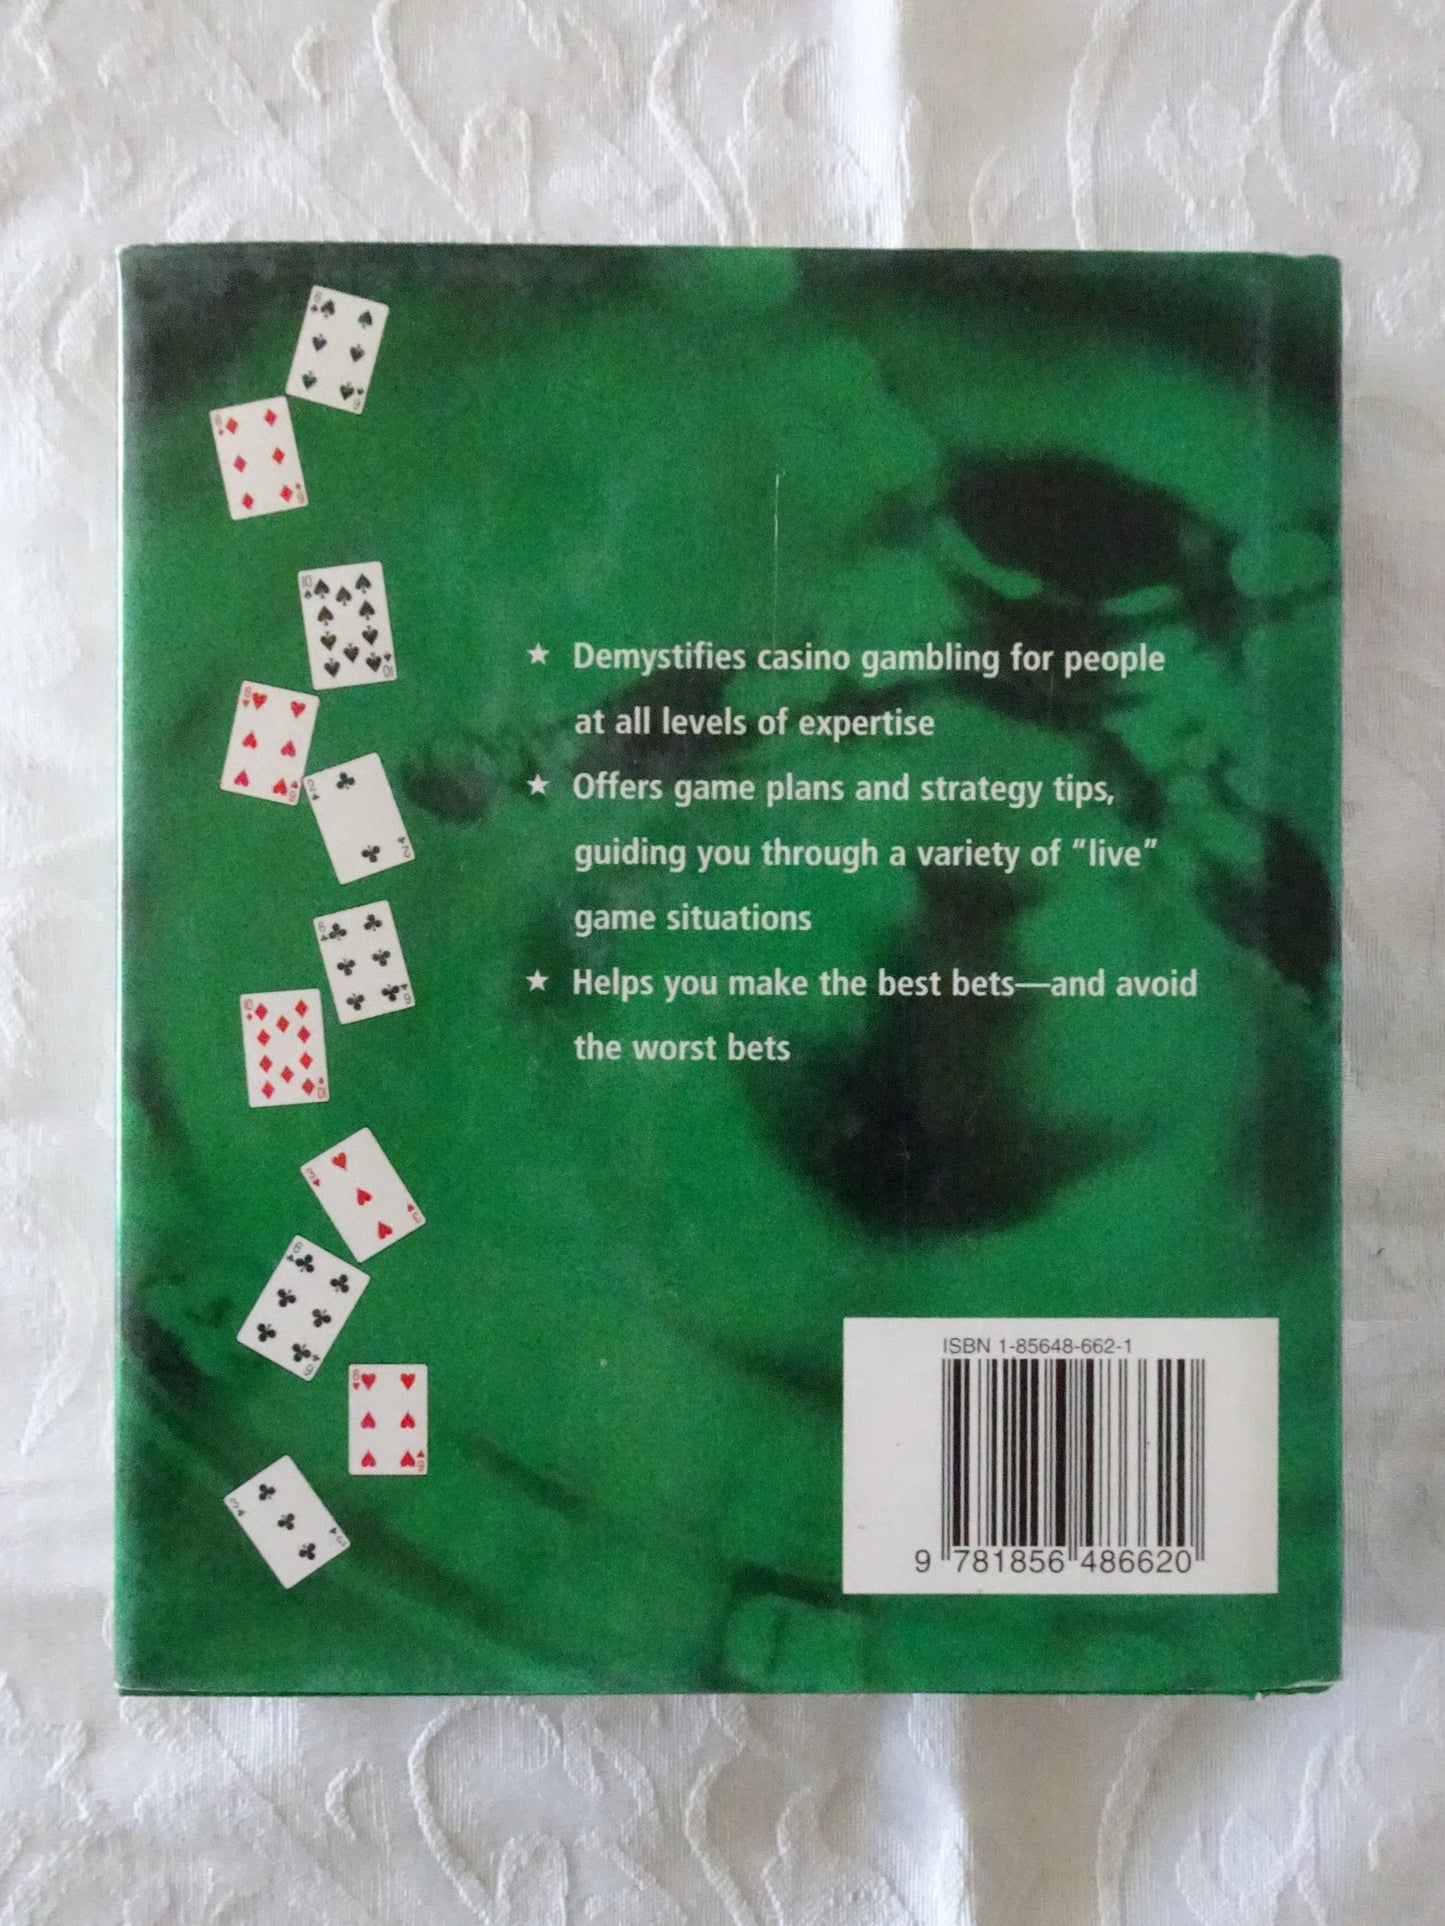 ★ Demystifies casino gambling for people
at all levels of expertise
★ Offers game plans and strategy tips,
guiding you through a variety of “live”
game situations
★ Helps you make the best bets—and avoid
the worst bets
ISBN 1-85648-662-1
9 781856 486620